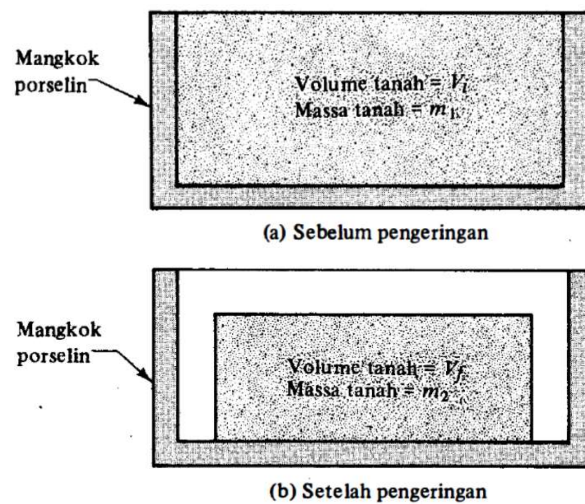 Mangkok
porselin
Volume tanah = V_i
Massa tanah = m_1
(a) Sebelum pengeringan
Mangkok
porselin
Volume tanah = V_f
Massa tanah = m_2
(b) Setelah pengeringan